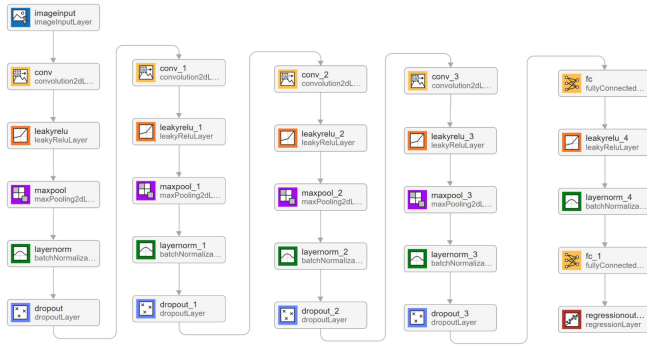 imageinput
imageInputLayer
conv
convolution2dL...
leakyrelu
leakyReluLayer
maxpool
maxPooling2dL...
layernorm
batchNormaliza...
dropout
dropoutLayer
conv_1
convolution2dL...
leakyrelu_1
leakyReluLayer
maxpool_1
maxPooling2dL...
layernorm_1
batchNormaliza...
dropout_1
dropoutLayer
conv_2
convolution2dL...
leakyrelu_2
leakyReluLayer
maxpool_2
maxPooling2dL...
layernorm_2
batchNormaliza...
dropout_2
dropoutLayer
conv_3
convolution2dL...
leakyrelu_3
leakyReluLayer
maxpool_3
maxPooling2dL...
layernorm_3
batchNormaliza...
dropout_3
dropoutLayer
fc
fullyConnected...
leakyrelu_4
leakyReluLayer
layernorm_4
batchNormaliza...
fc_1
fullyConnected...
regressionout...
regressionLayer